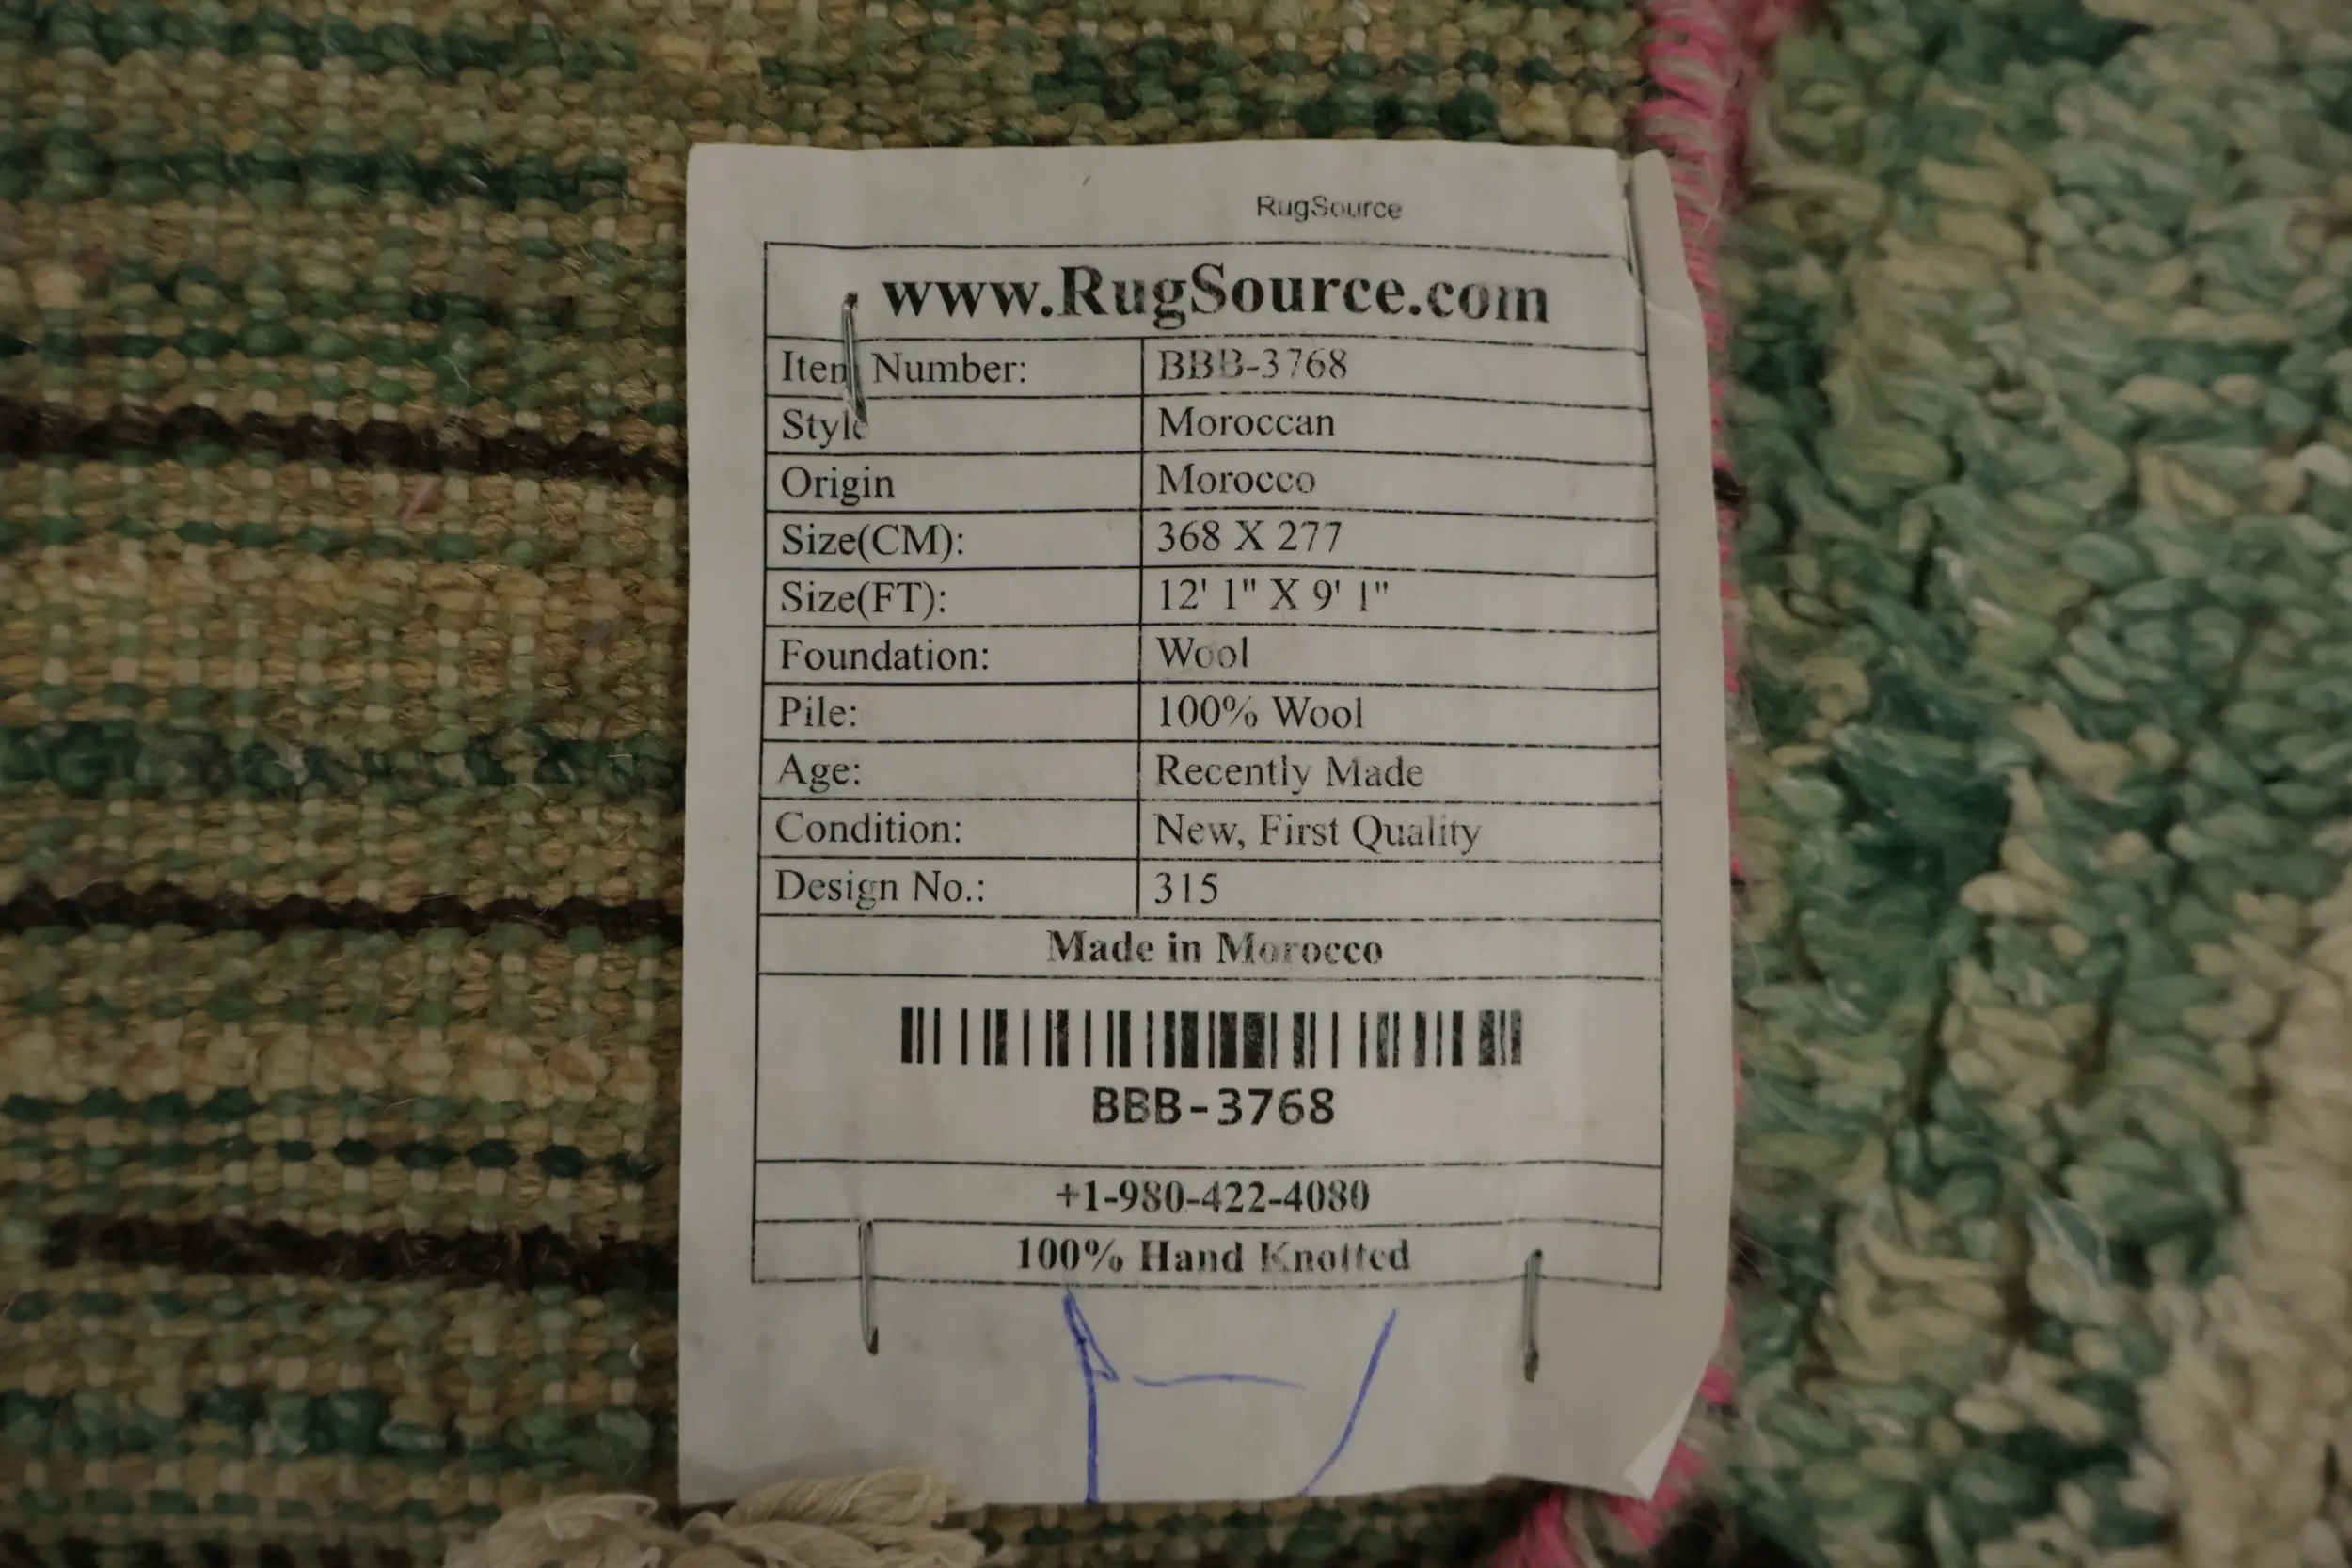 RugSource
www.RugSource.com
Item Number: BBB-3768
Style Moroccan
Origin Morocco
Size(CM): 368 X 277
Size(FT): 12' 1" X 9' 1"
Foundation: Wool
Pile: 100% Wool
Age: Recently Made
Condition: New, First Quality
Design No.: 315
Made in Morocco
BBB-3768
+1-980-422-4080
100% Hand Knotted